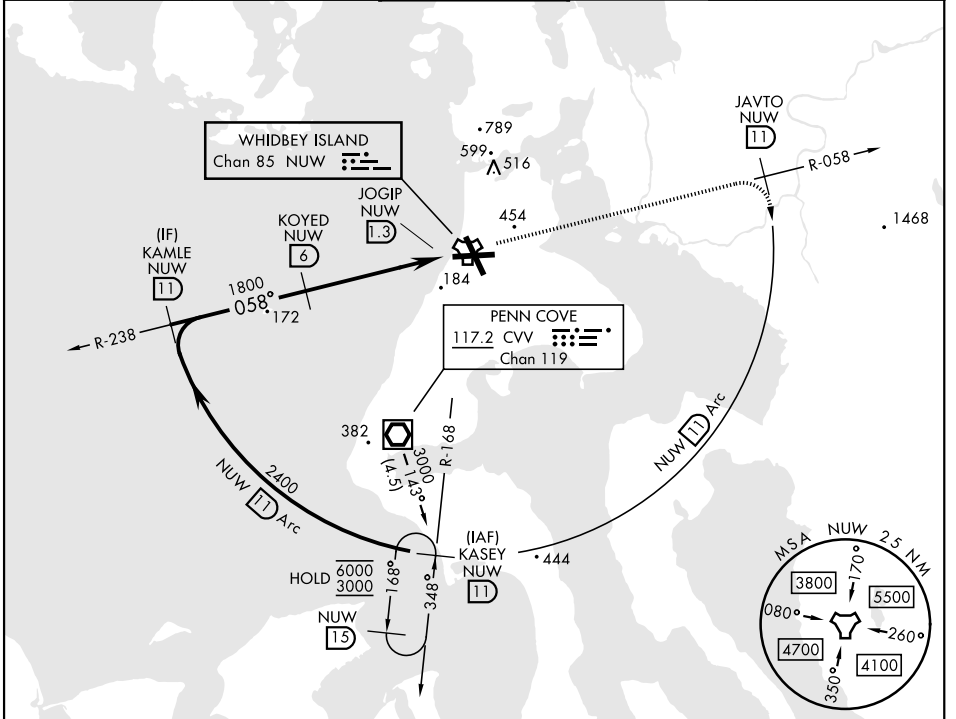 WHIDBEY ISLAND
Chan 85 NUW
789
599
516
JAVTO
NUW
11
R-058
1468
JOGIP
NUW
1.3
454
KOYED
NUW
6
(IF)
KAMLE
NUW
11
1800
058°
172
184
R-238
PENN COVE
117.2 CVV
Chan 119
382
3000
143°
(4.5)
R-168
NUW 11 Arc
2400
NUW 11 Arc
(IAF)
KASEY
NUW
11
444
HOLD 6000
3000
168°
348°
NUW
15
MSA NUW 25 NM
3800
170°
5500
080°
260°
4700
4100
350°